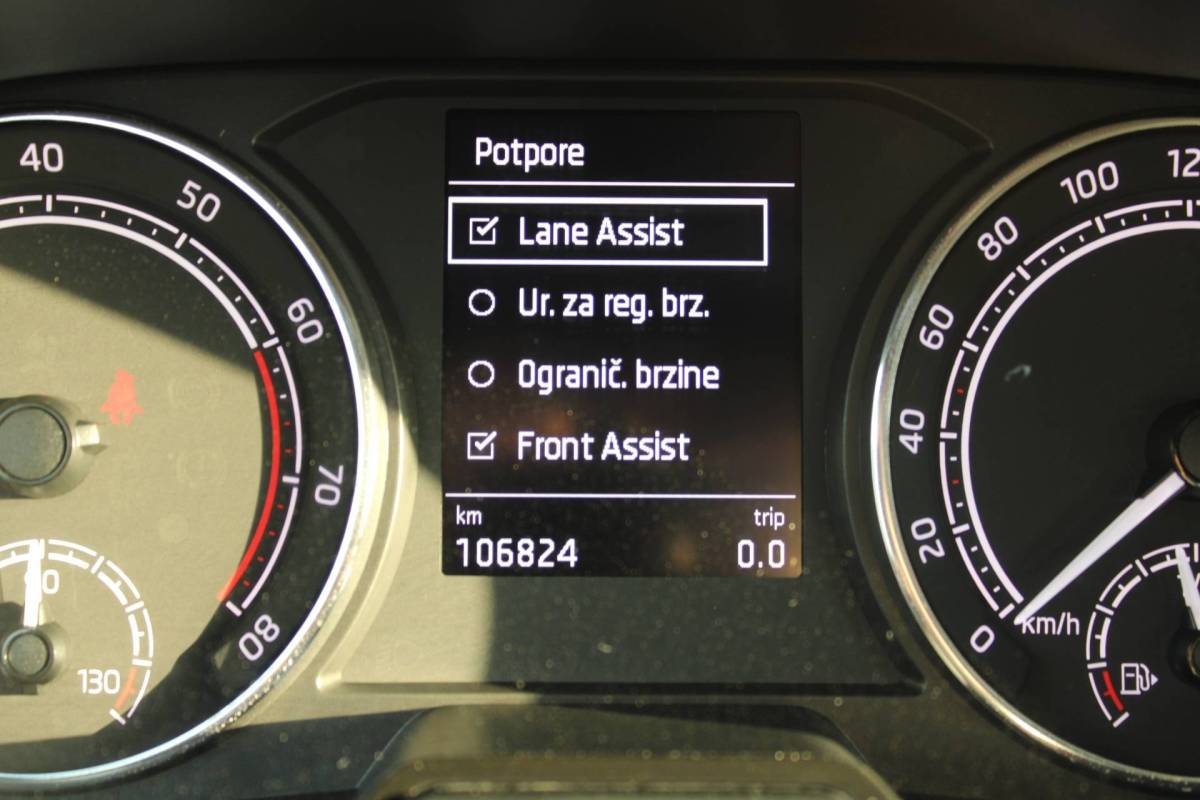 Potpore
Lane Assist
Ur. za reg. brz.
Ogranič. brzine
Front Assist
km trip
106824 0.0
40
50
60
70
80
90
130
0
20
40
60
80
100
km/h